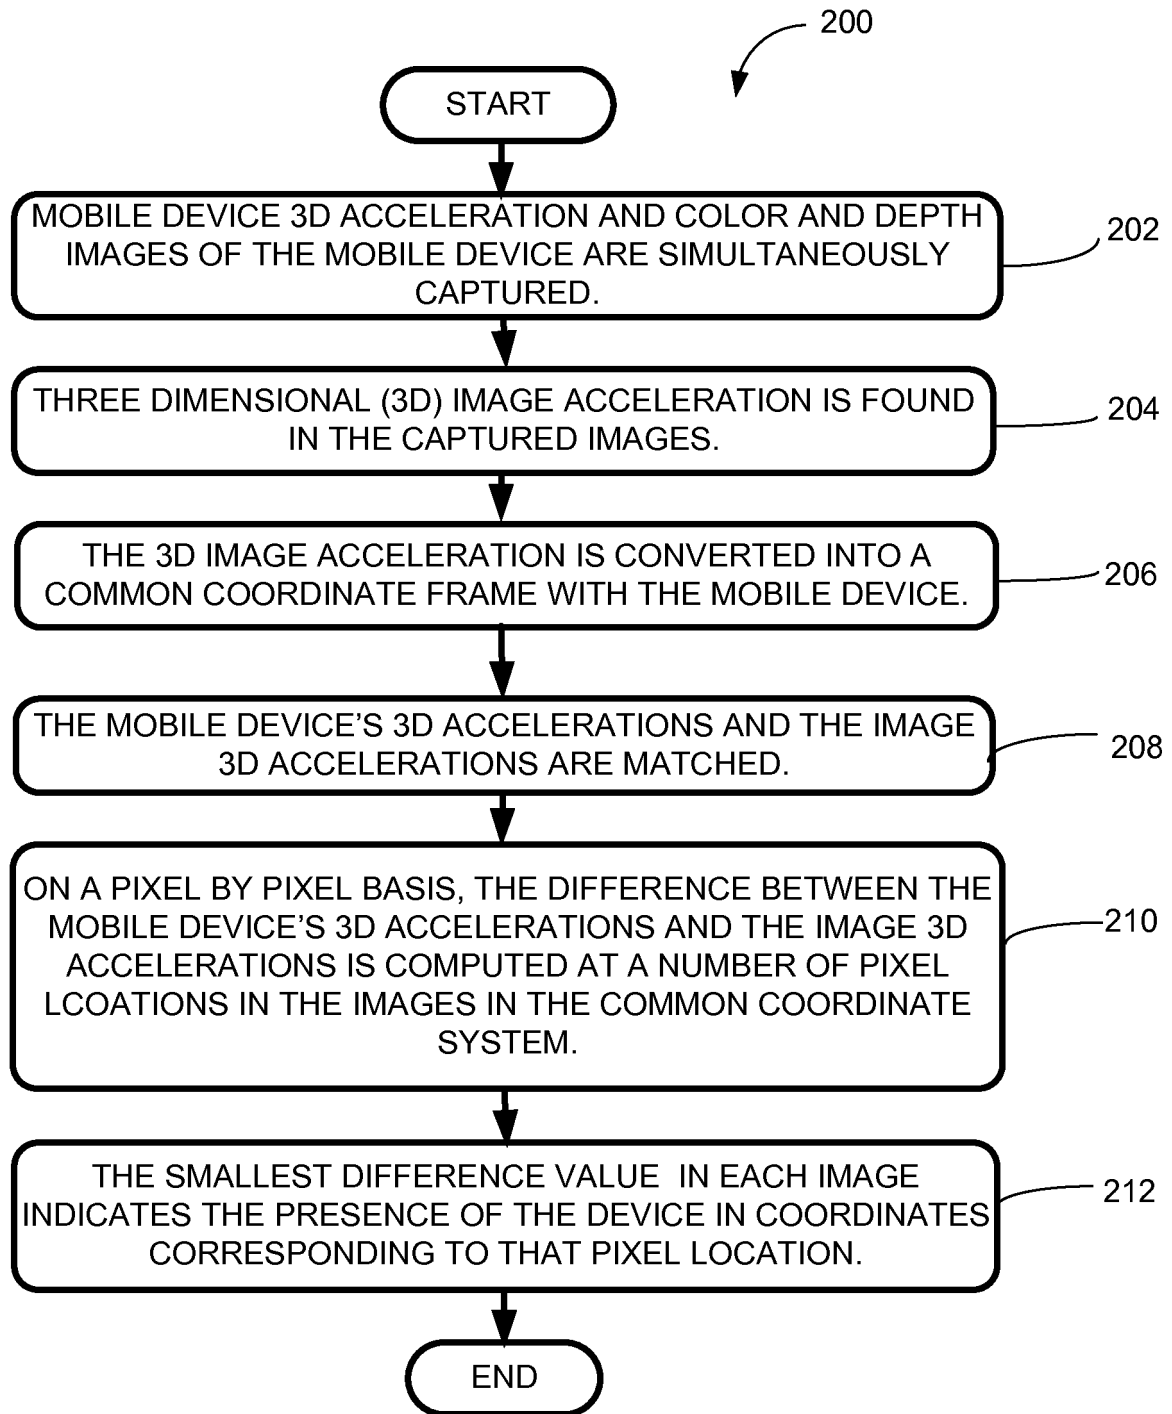 200
START
MOBILE DEVICE 3D ACCELERATION AND COLOR AND DEPTH
IMAGES OF THE MOBILE DEVICE ARE SIMULTANEOUSLY
CAPTURED.
202
THREE DIMENSIONAL (3D) IMAGE ACCELERATION IS FOUND
IN THE CAPTURED IMAGES.
204
THE 3D IMAGE ACCELERATION IS CONVERTED INTO A
COMMON COORDINATE FRAME WITH THE MOBILE DEVICE.
206
THE MOBILE DEVICE'S 3D ACCELERATIONS AND THE IMAGE
3D ACCELERATIONS ARE MATCHED.
208
ON A PIXEL BY PIXEL BASIS, THE DIFFERENCE BETWEEN THE
MOBILE DEVICE'S 3D ACCELERATIONS AND THE IMAGE 3D
ACCELERATIONS IS COMPUTED AT A NUMBER OF PIXEL
LCOATIONS IN THE IMAGES IN THE COMMON COORDINATE
SYSTEM.
210
THE SMALLEST DIFFERENCE VALUE IN EACH IMAGE
INDICATES THE PRESENCE OF THE DEVICE IN COORDINATES
CORRESPONDING TO THAT PIXEL LOCATION.
212
END